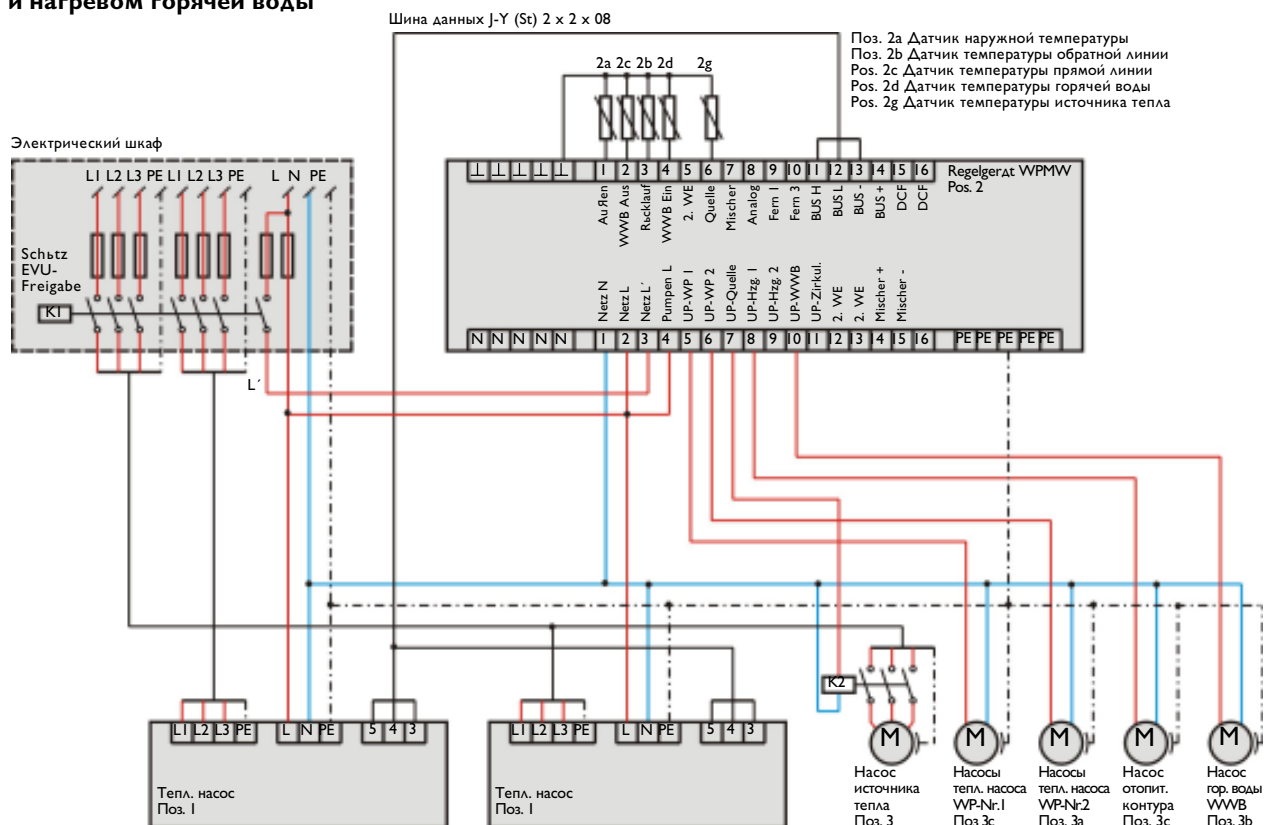 и нагревом горячей воды
Шина данных J-Y (St) 2 x 2 x 08
Поз. 2a Датчик наружной температуры
Поз. 2b Датчик температуры обратной линии
Pos. 2c Датчик температуры прямой линии
Pos. 2d Датчик температуры горячей воды
Pos. 2g Датчик температуры источника тепла
2a 2c 2b 2d 2g
Электрический шкаф
L1 L2 L3 PE L1 L2 L3 PE L N PE
⊥ ⊥ ⊥ ⊥ ⊥ 1 2 3 4 5 6 7 8 9 10 11 12 13 14 15 16
Regelgerдt WPMW
Pos. 2
AuЯen
WWB Aus
Rьcklauf
WWB Ein
2. WE
Quelle
Mischer
Analog
Fern 1
Fern 3
BUS H
BUS L
BUS -
BUS +
DCF
DCF
Schьtz
EVU-
Freigabe
K1
Netz N
Netz L
Netz L´
Pumpen L
UP-WP 1
UP-WP 2
UP-Quelle
UP-Hzg. 1
UP-Hzg. 2
UP-WWB
UP-Zirkul.
2. WE
2. WE
Mischer +
Mischer -
N N N N N 1 2 3 4 5 6 7 8 9 10 11 12 13 14 15 16 PE PE PE PE PE
L´
K2
L1 L2 L3 PE L N PE 5 4 3
L1 L2 L3 PE L N PE 5 4 3
M M M M M
Тепл. насос
Поз. 1
Тепл. насос
Поз. 1
Насос
источника
тепла
Поз. 3
Насосы
тепл. насоса
WP-Nr.1
Поз 3c
Насосы
тепл. насоса
WP-Nr.2
Поз. 3a
Насос
отопит.
контура
Поз. 3c
Насос
гор. воды
WWB
Поз. 3b